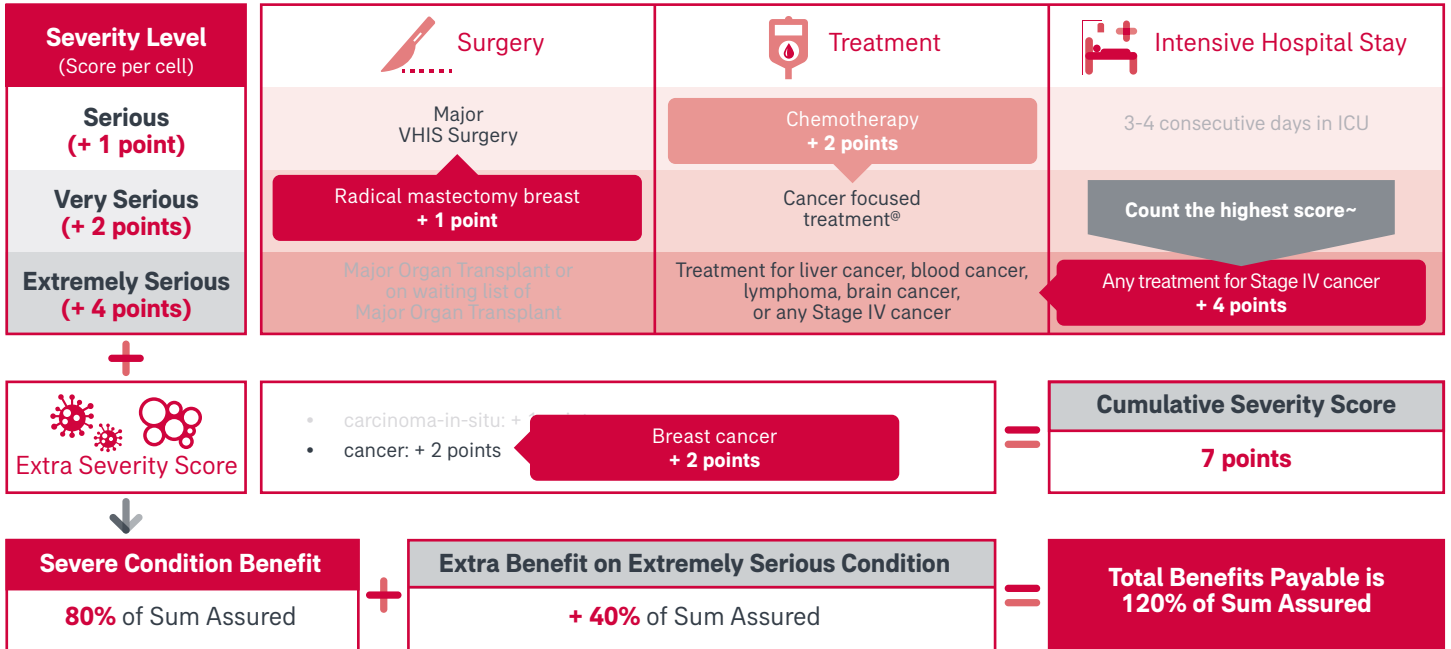 Severity Level
(Score per cell)
Surgery
Treatment
Intensive Hospital Stay
Serious
(+ 1 point)
Major
VHIS Surgery
Chemotherapy
+ 2 points
3-4 consecutive days in ICU
Very Serious
(+ 2 points)
Radical mastectomy breast
+ 1 point
Cancer focused
treatment@
Count the highest score~
Extremely Serious
(+ 4 points)
Major Organ Transplant or
on waiting list of
Major Organ Transplant
Treatment for liver cancer, blood cancer,
lymphoma, brain cancer,
or any Stage IV cancer
Any treatment for Stage IV cancer
+ 4 points
+
Extra Severity Score
• carcinoma-in-situ: +
• cancer: + 2 points
Breast cancer
+ 2 points
=
Cumulative Severity Score
7 points
Severe Condition Benefit
80% of Sum Assured
+
Extra Benefit on Extremely Serious Condition
+ 40% of Sum Assured
=
Total Benefits Payable is
120% of Sum Assured